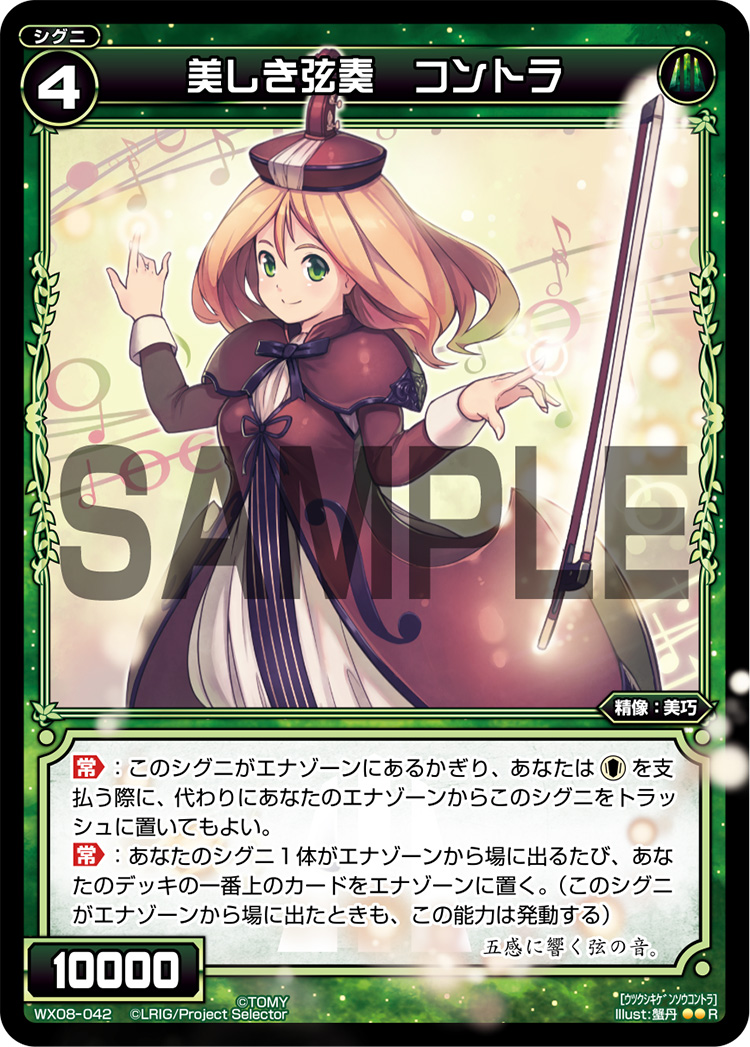 シグニ
4
美しき弦奏　コントラ
SAMPLE
精像：美巧
常：このシグニがエナゾーンにあるかぎり、あなたは を支
払う際に、代わりにあなたのエナゾーンからこのシグニをトラッ
シュに置いてもよい。
常：あなたのシグニ１体がエナゾーンから場に出るたび、あな
たのデッキの一番上のカードをエナゾーンに置く。（このシグニ
がエナゾーンから場に出たときも、この能力は発動する）
五感に響く弦の音。
10000
WX08-042 ©LRIG/Project Selector
©TOMY
[ウツクシキゲンソウコントラ]
Illust:蟹丹 R